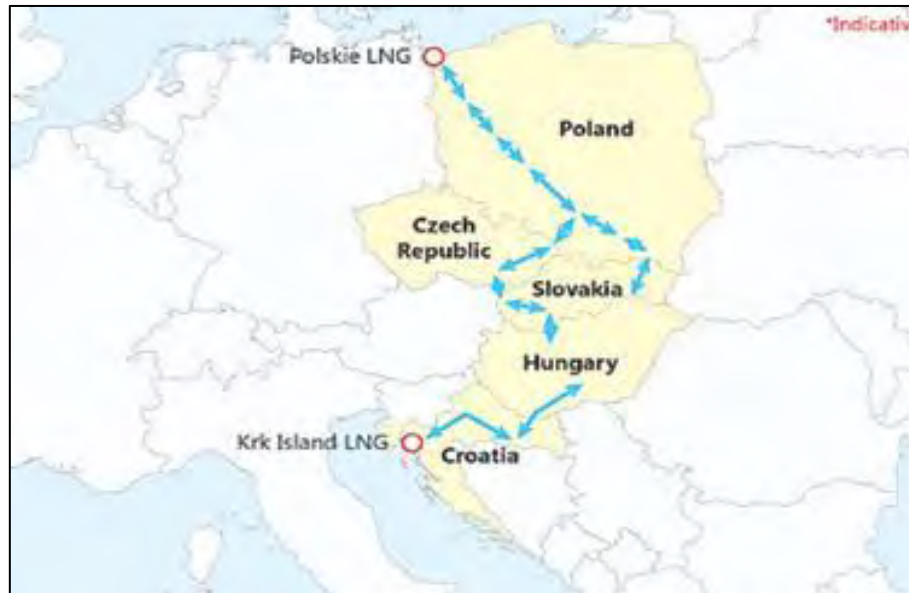 *Indicativ
Polskie LNG
Poland
Czech
Republic
Slovakia
Hungary
Krk Island LNG
Croatia